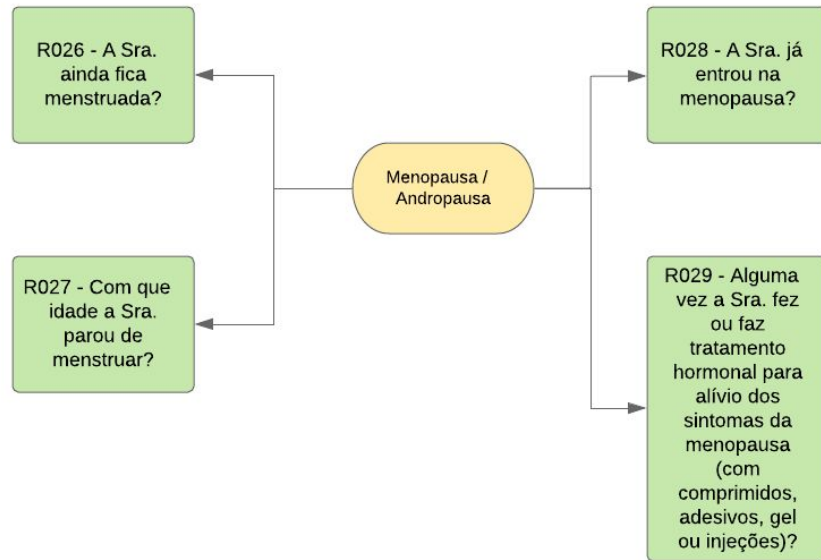 R026 - A Sra.
ainda fica
menstruada?
R028 - A Sra. já
entrou na
menopausa?
Menopausa /
Andropausa
R027 - Com que
idade a Sra.
parou de
menstruar?
R029 - Alguma
vez a Sra. fez
ou faz
tratamento
hormonal para
alívio dos
sintomas da
menopausa
(com
comprimidos,
adesivos, gel
ou injeções)?